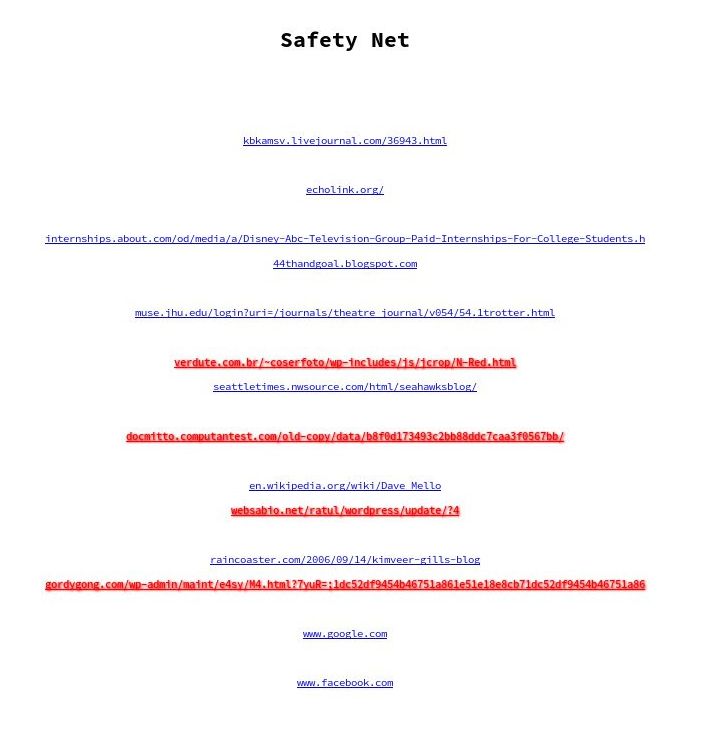 Safety Net
kbkamsv.livejournal.com/36943.html
echolink.org/
internships.about.com/od/media/a/Disney-Abc-Television-Group-Paid-Internships-For-College-Students.h
44thandgoal.blogspot.com
muse.jhu.edu/login?uri=/journals/theatre_journal/v054/54.1trotter.html
verdute.com.br/~coserfoto/wp-includes/js/jcrop/N-Red.html
seattletimes.nwsource.com/html/seahawksblog/
docmitto.computantest.com/old-copy/data/b8f0d173493c2bb88ddc7caa3f0567bb/
en.wikipedia.org/wiki/Dave_Mello
websabio.net/ratul/wordpress/update/?4
raincoaster.com/2006/09/14/kimveer-gills-blog
gordygong.com/wp-admin/maint/e4sy/M4.html?7yuR=;1dc52df9454b46751a861e51e18e8cb71dc52df9454b46751a86
www.google.com
www.facebook.com